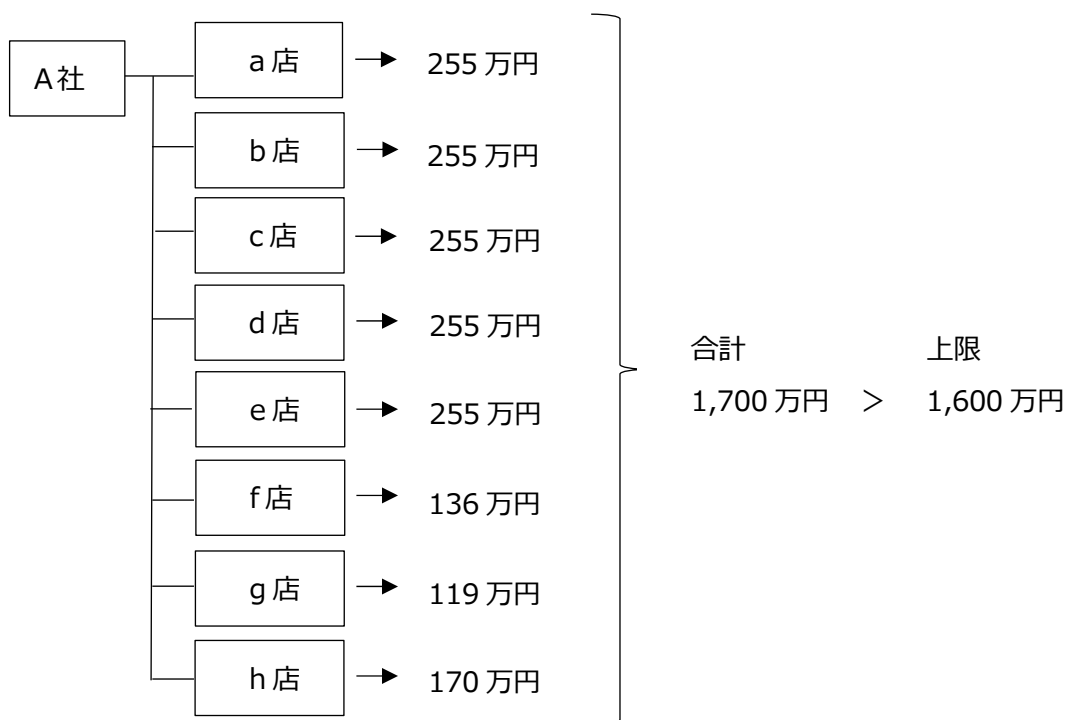 A社
a店 → 255万円
b店 → 255万円
c店 → 255万円
d店 → 255万円
e店 → 255万円
f店 → 136万円
g店 → 119万円
h店 → 170万円
合計 上限
1,700万円 ＞ 1,600万円